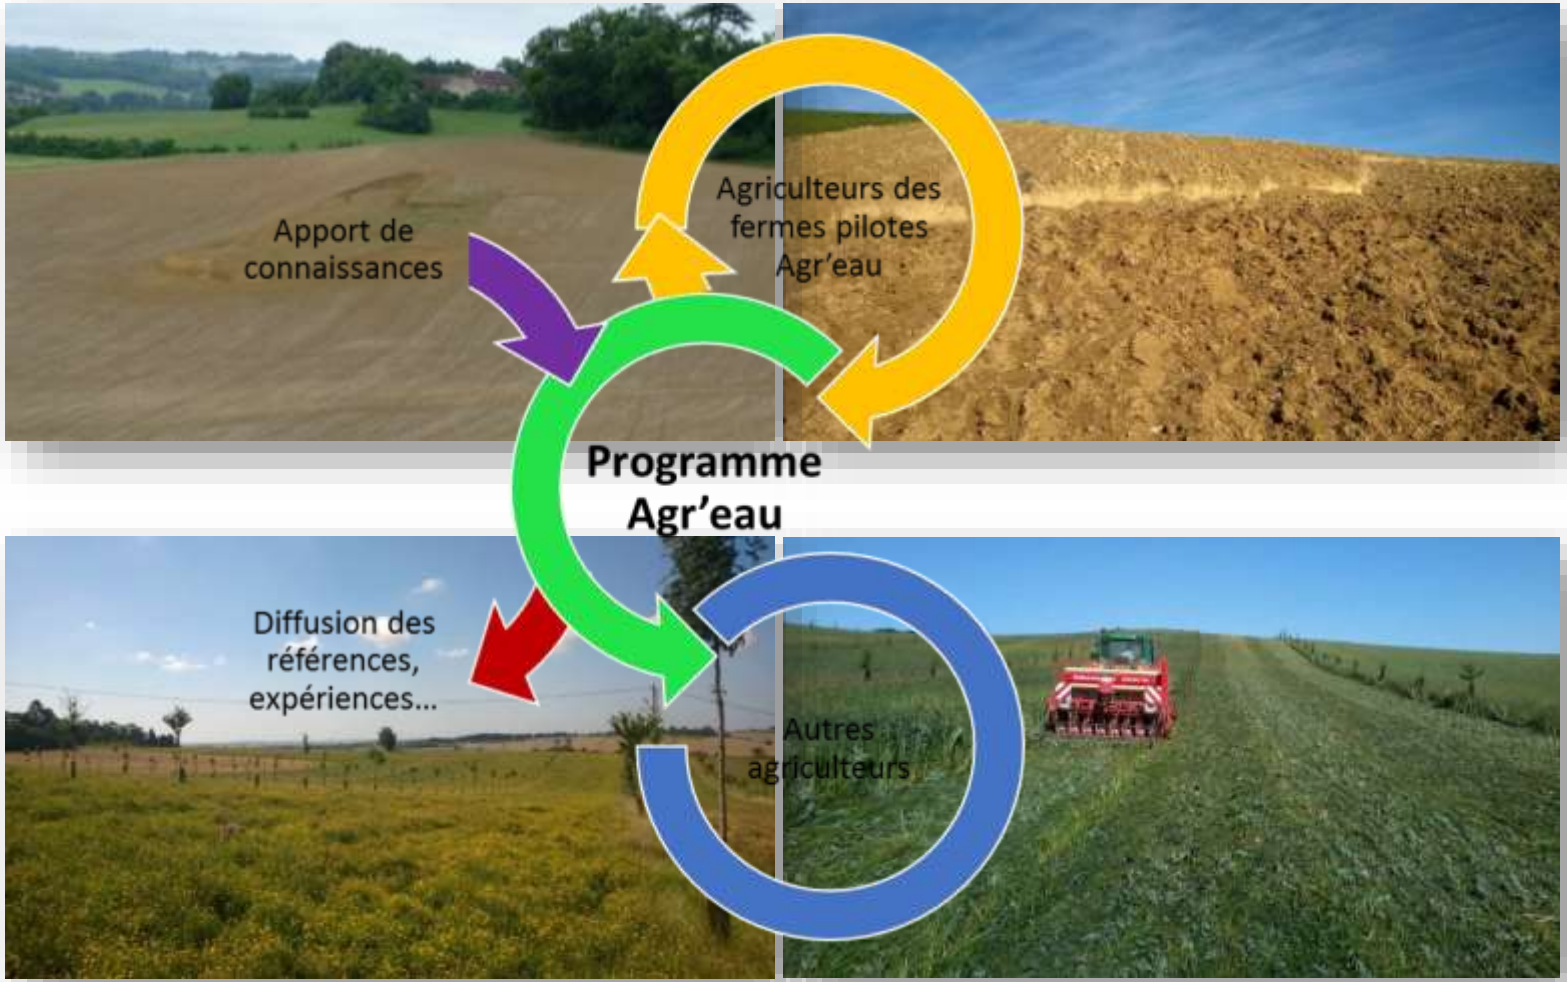 Apport de
connaissances
Agriculteurs des
fermes pilotes
Agr'eau
Programme
Agr'eau
Diffusion des
références,
expériences...
Autres
agriculteurs